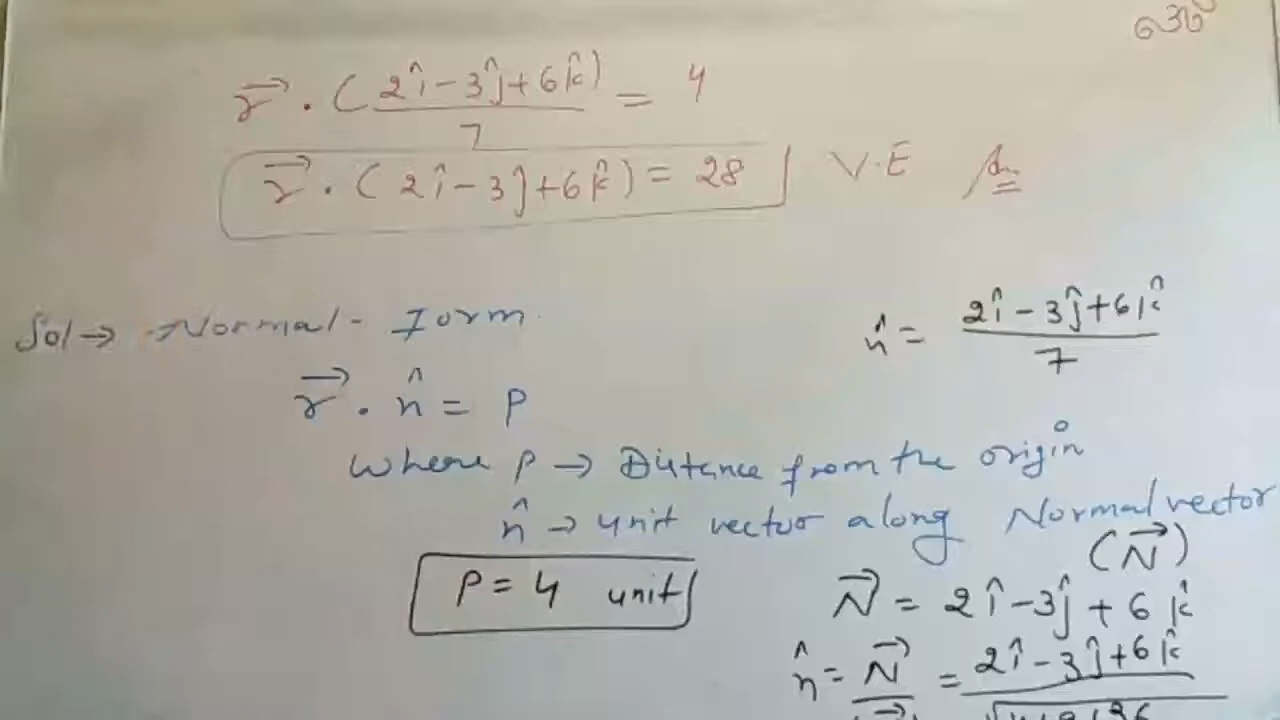 r⃗ . (2î - 3ĵ + 6k̂)/7 = 4
r⃗ . (2î - 3ĵ + 6k̂) = 28 V.E Ans
Sol → Normal - Form
n̂ = (2î - 3ĵ + 6k̂)/7
r⃗ . n̂ = P
Where P → Distance from the origin
n̂ → unit vector along Normal vector
(N⃗)
P = 4 unit
N⃗ = 2î - 3ĵ + 6k̂
n̂ = N⃗ = 2î - 3ĵ + 6k̂